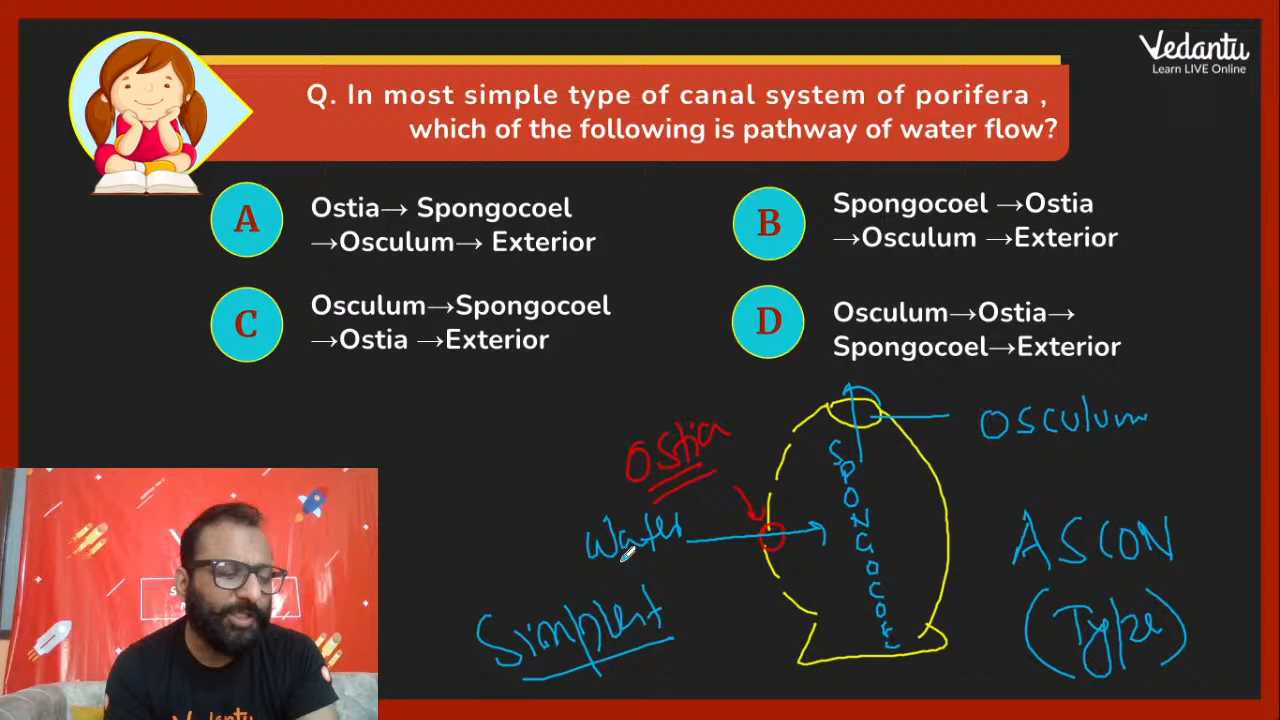 Vedantu
Learn LIVE Online
Q. In most simple type of canal system of porifera ,
which of the following is pathway of water flow?
A
Ostia→ Spongocoel
→Osculum→ Exterior
B
Spongocoel →Ostia
→Osculum →Exterior
C
Osculum→Spongocoel
→Ostia →Exterior
D
Osculum→Ostia→
Spongocoel→Exterior
Osculum
Ostia
SPONGOCOEL
Water
ASCON
(Type)
Simplest
Vedantu